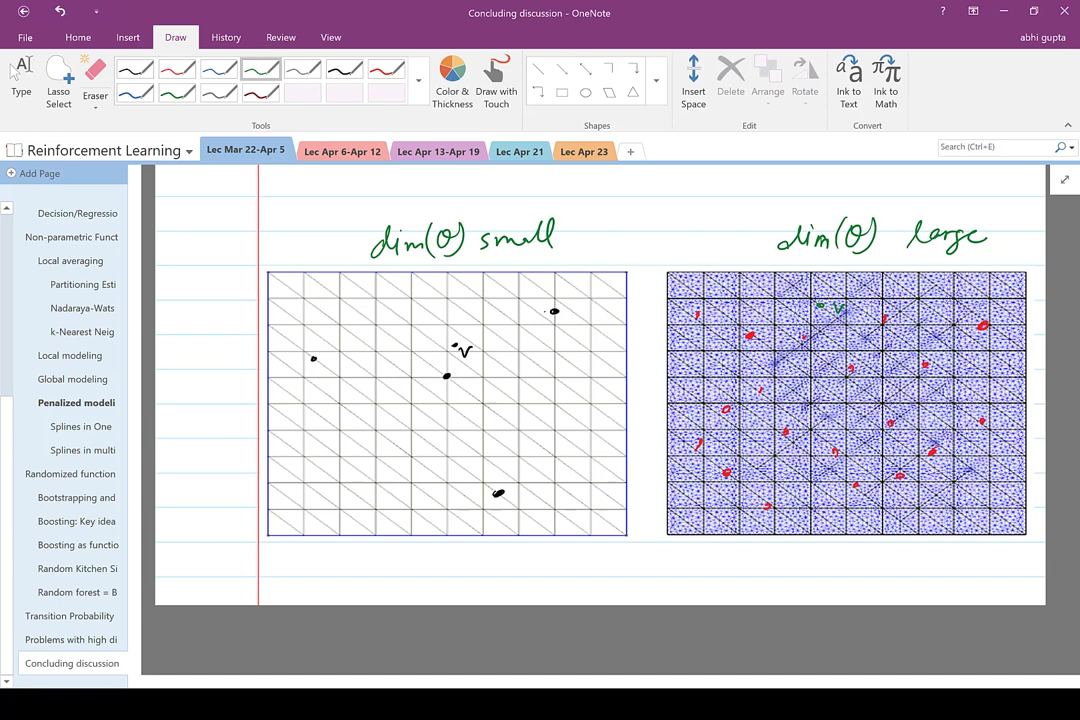 Concluding discussion - OneNote
?
File Home Insert Draw History Review View
abhi gupta
A
Type
Lasso Select
Eraser
Color & Thickness
Draw with Touch
Insert Space
Delete
Arrange
Rotate
Ink to Text
Ink to Math
Tools
Shapes
Edit
Convert
Reinforcement Learning
Lec Mar 22-Apr 5
Lec Apr 6-Apr 12
Lec Apr 13-Apr 19
Lec Apr 21
Lec Apr 23
+
Search (Ctrl+E)
Add Page
Decision/Regressio
Non-parametric Funct
Local averaging
Partitioning Esti
Nadaraya-Wats
k-Nearest Neig
Local modeling
Global modeling
Penalized modeli
Splines in One
Splines in multi
Randomized function
Bootstrapping and
Boosting: Key idea
Boosting as functio
Random Kitchen Si
Random forest = B
Transition Probability
Problems with high di
Concluding discussion
dim(θ) small
dim(θ) large
V
V